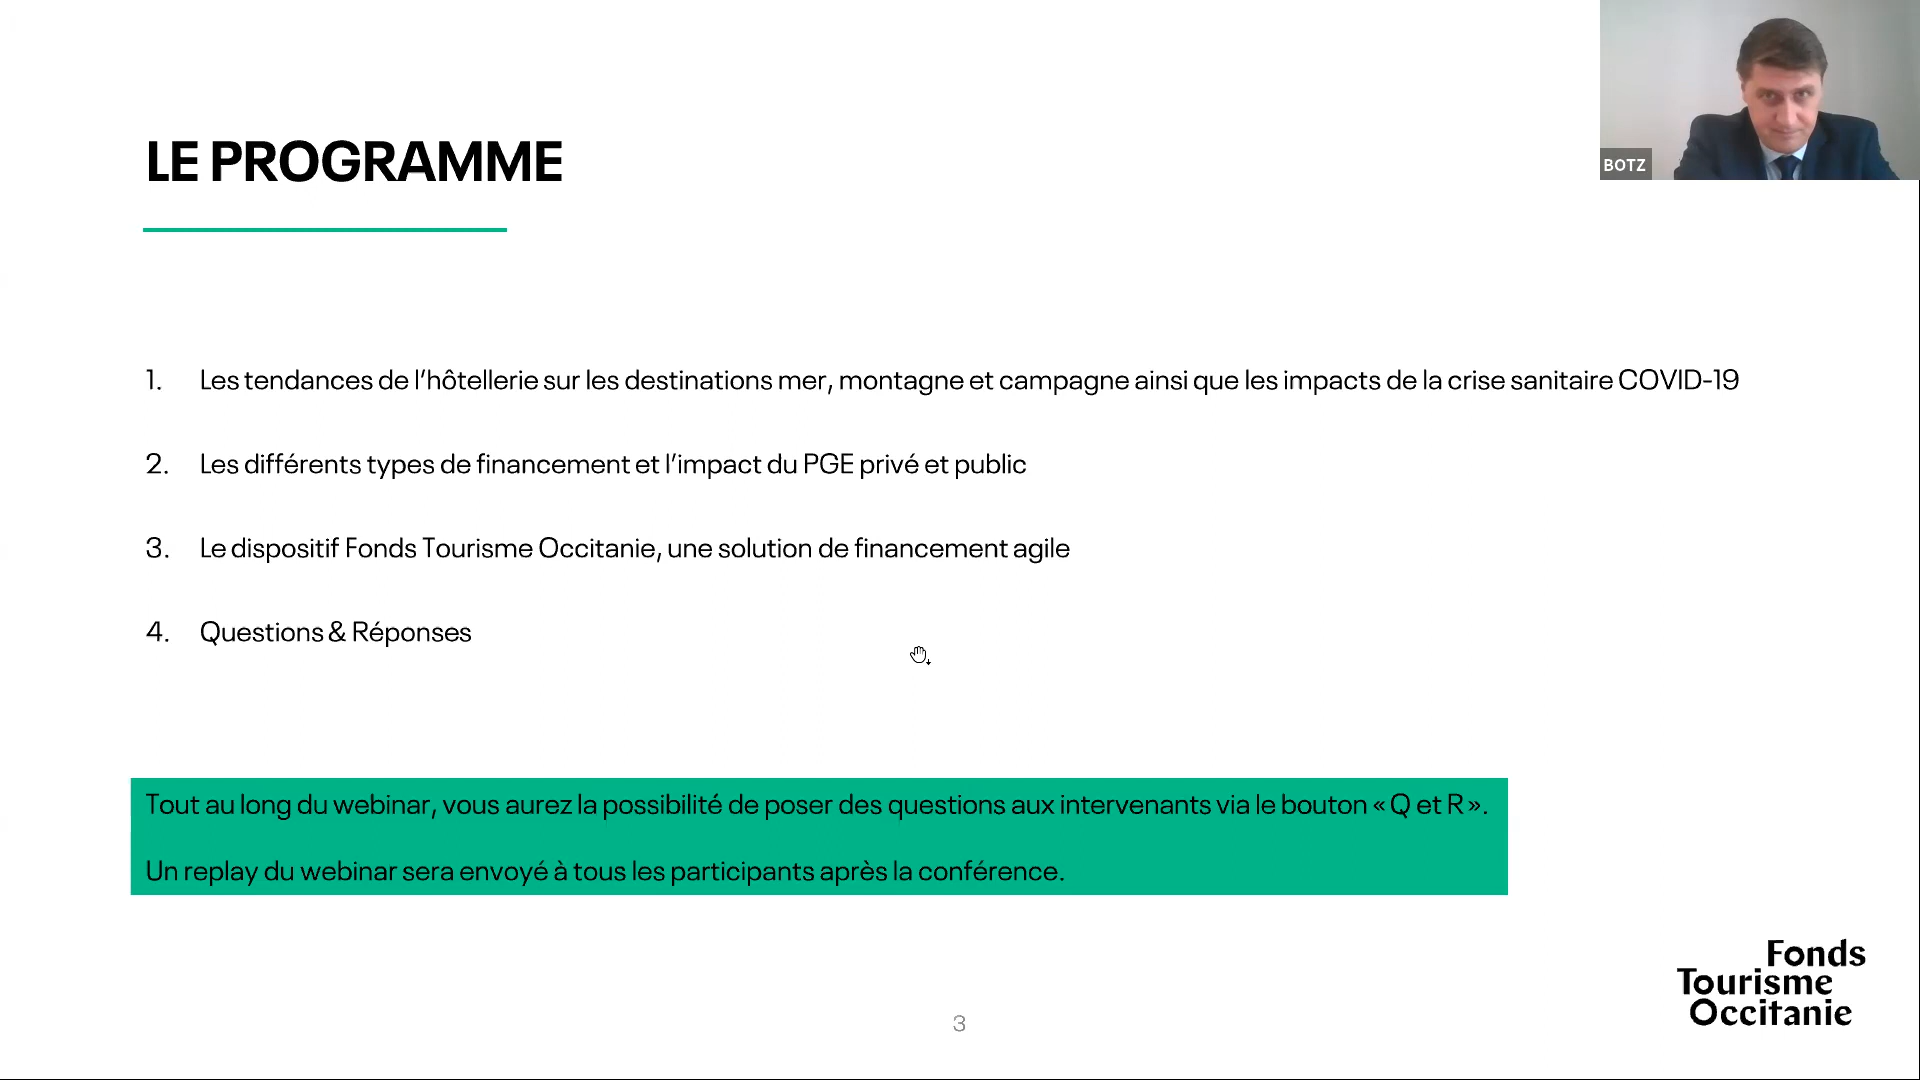 BOTZ
LE PROGRAMME
1. Les tendances de l'hôtellerie sur les destinations mer, montagne et campagne ainsi que les impacts de la crise sanitaire COVID-19
2. Les différents types de financement et l'impact du PGE privé et public
3. Le dispositif Fonds Tourisme Occitanie, une solution de financement agile
4. Questions & Réponses
Tout au long du webinar, vous aurez la possibilité de poser des questions aux intervenants via le bouton « Q et R ».
Un replay du webinar sera envoyé à tous les participants après la conférence.
Fonds
Tourisme
Occitanie
3